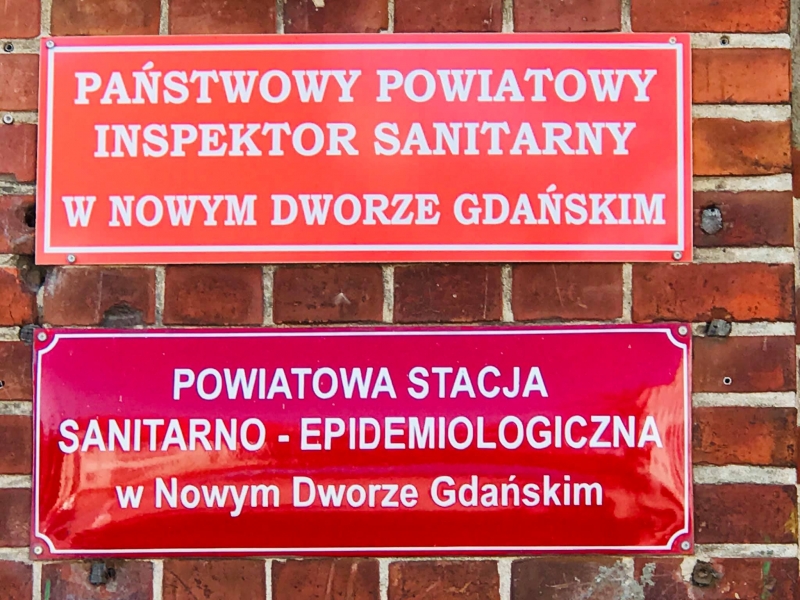 PAŃSTWOWY POWIATOWY
INSPEKTOR SANITARNY
W NOWYM DWORZE GDAŃSKIM
POWIATOWA STACJA
SANITARNO - EPIDEMIOLOGICZNA
w Nowym Dworze Gdańskim